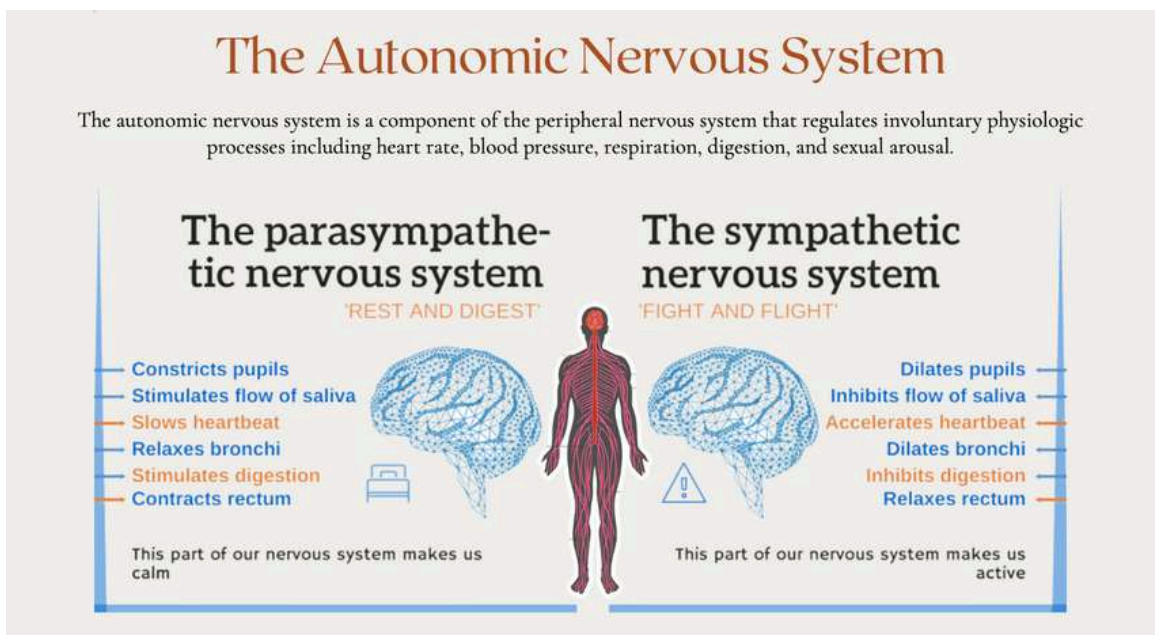 The Autonomic Nervous System
The autonomic nervous system is a component of the peripheral nervous system that regulates involuntary physiologic
processes including heart rate, blood pressure, respiration, digestion, and sexual arousal.
The parasympathe-
tic nervous system
'REST AND DIGEST'
Constricts pupils
Stimulates flow of saliva
Slows heartbeat
Relaxes bronchi
Stimulates digestion
Contracts rectum
This part of our nervous system makes us
calm
The sympathetic
nervous system
'FIGHT AND FLIGHT'
Dilates pupils
Inhibits flow of saliva
Accelerates heartbeat
Dilates bronchi
Inhibits digestion
Relaxes rectum
This part of our nervous system makes us
active